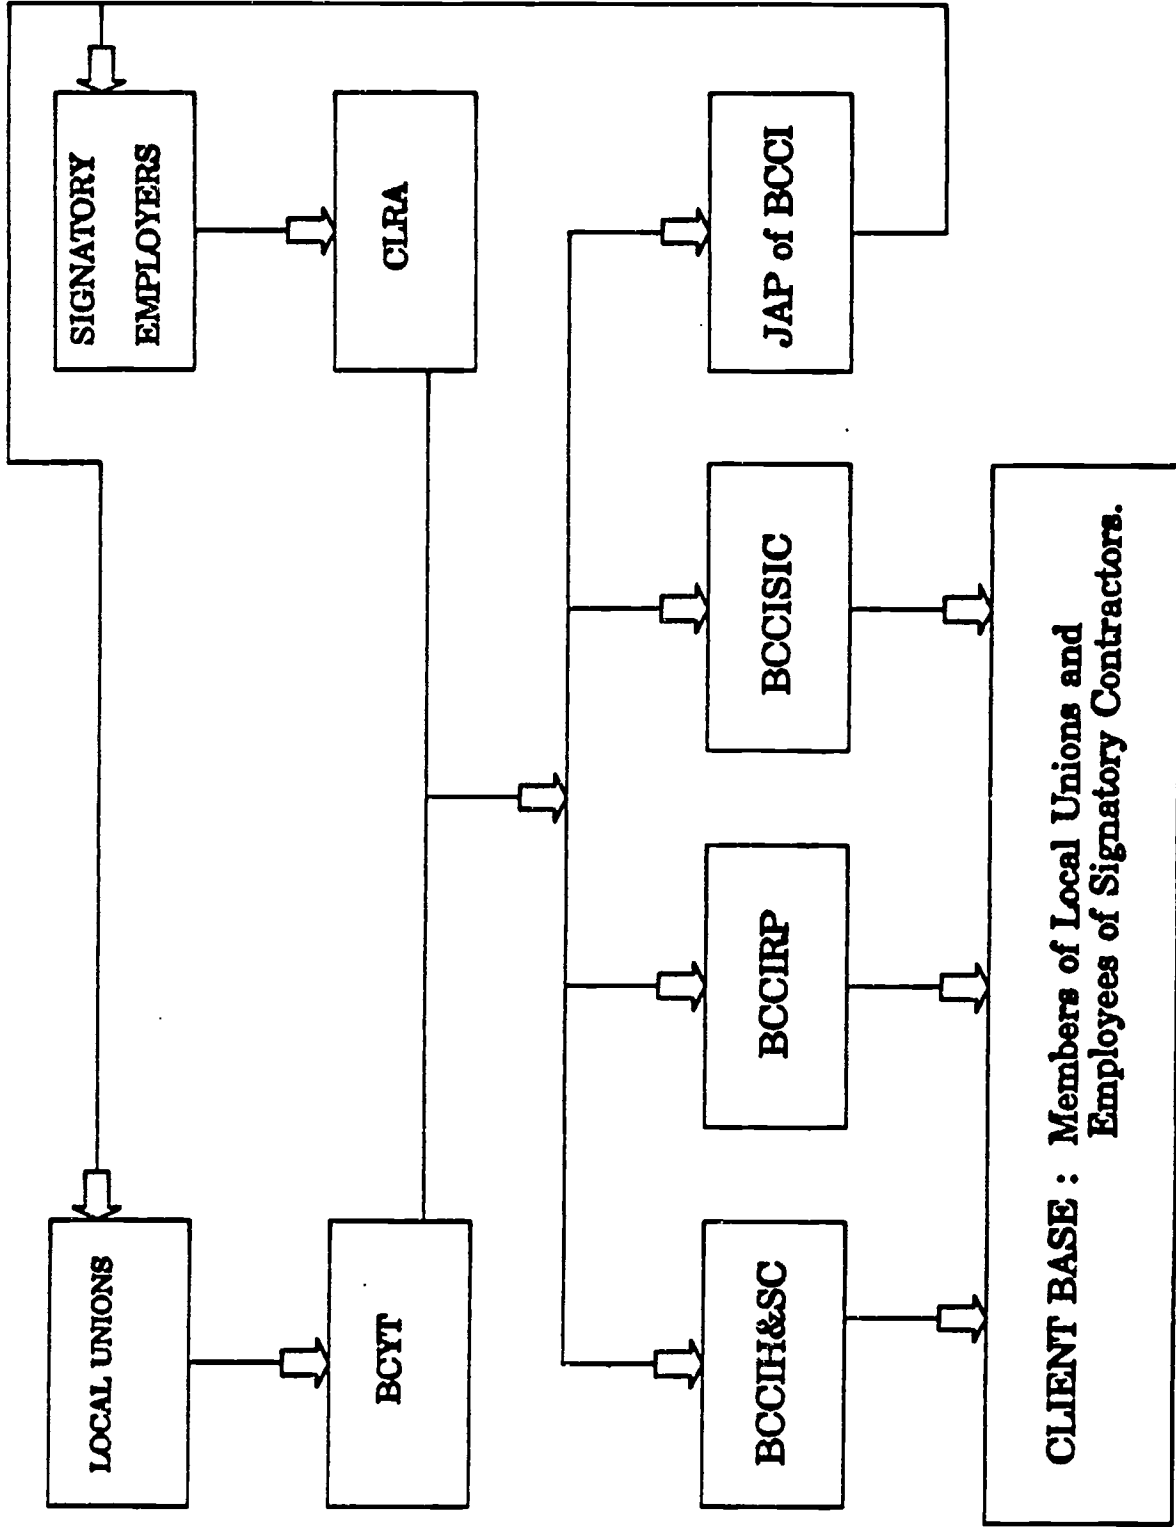 LOCAL UNIONS
SIGNATORY
EMPLOYERS
BCYT
CLRA
BCCIH&SC
BCCIRP
BCCISIC
JAP of BCCI
CLIENT BASE : Members of Local Unions and
Employees of Signatory Contractors.